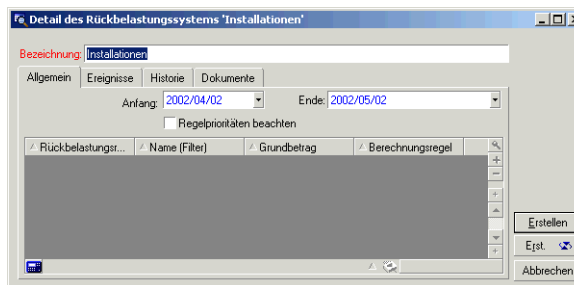 Detail des Rückbelastungssystems 'Installationen'
Bezeichnung: Installationen
Allgemein Ereignisse Historie Dokumente
Anfang: 2002/04/02 Ende: 2002/05/02
Regelprioritäten beachten
Rückbelastungsr... Name (Filter) Grundbetrag Berechnungsregel
Erstellen
Erst.
Abbrechen